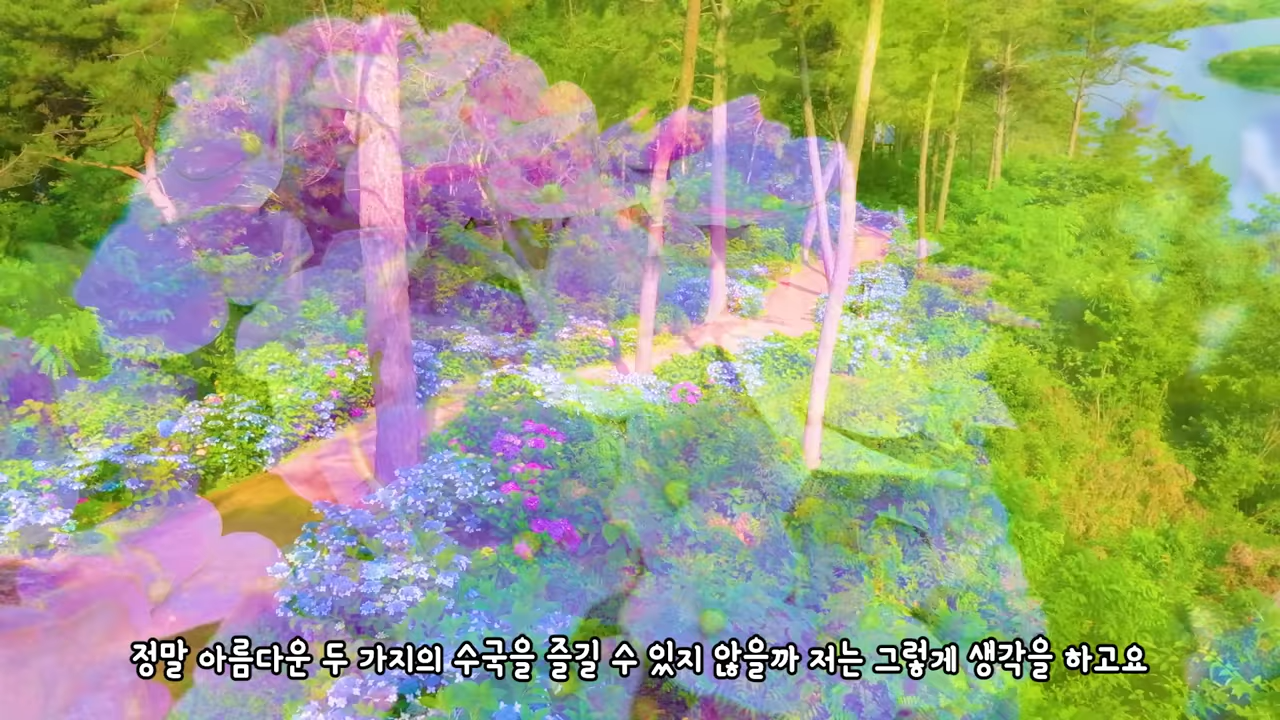 정말 아름다운 두 가지의 수국을 즐길 수 있지 않을까 저는 그렇게 생각을 하고요